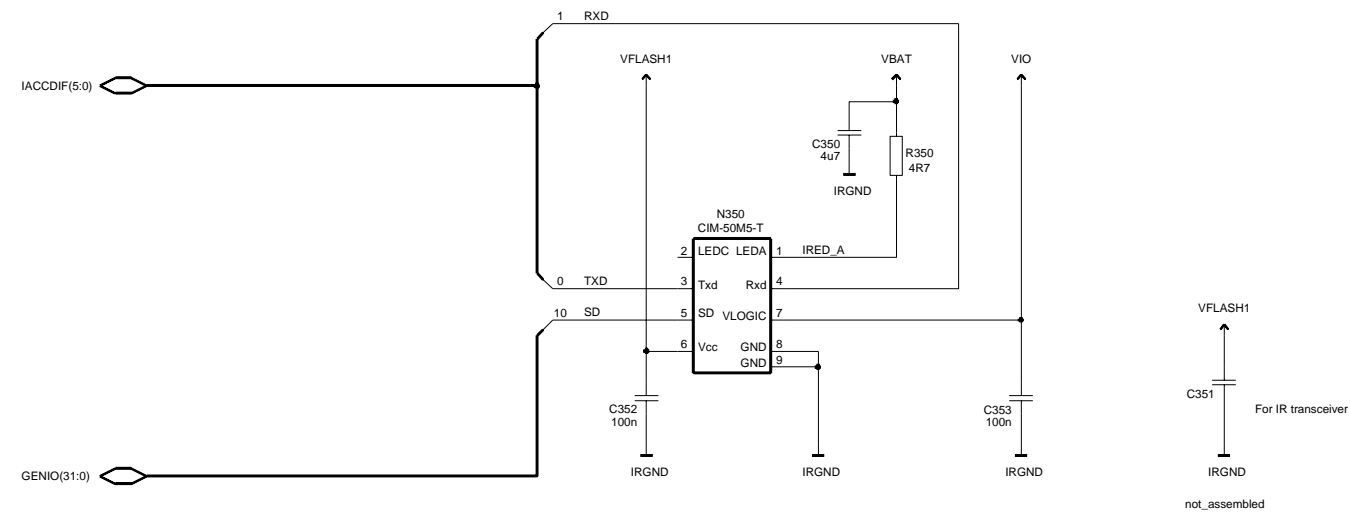 1 RXD
VFLASH1 VBAT VIO
IACCDIF(5:0)
C350 R350
4u7 4R7
IRGND
N350
CIM-50M5-T
2 LEDC LEDA 1 IRED_A
0 TXD 3 Txd Rxd 4
10 SD 5 SD VLOGIC 7
VFLASH1
6 Vcc GND 8
GND 9
C351
C352 C353 For IR transceiver
100n 100n
GENIO(31:0) IRGND IRGND IRGND IRGND
not_assembled